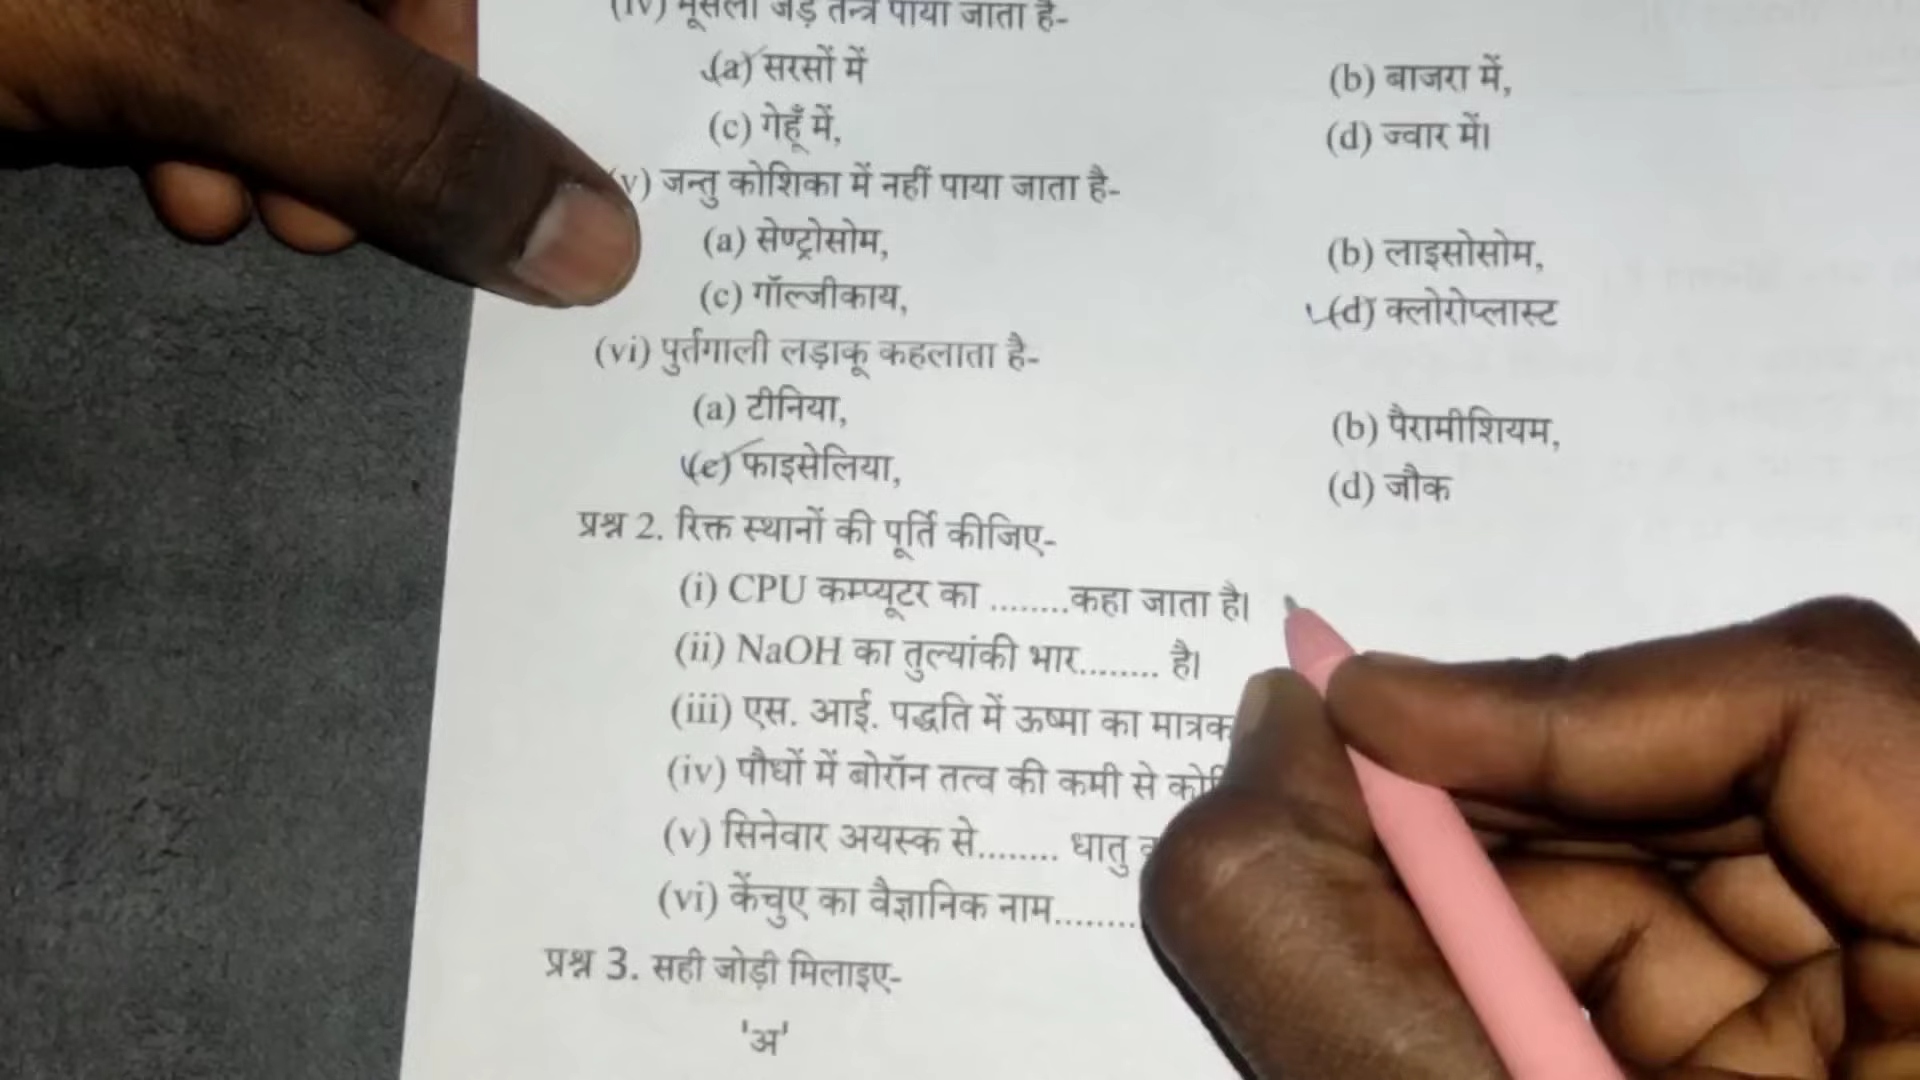 (iv) मूसला जड़ तन्त्र पाया जाता है-
(a) सरसों में (b) बाजरा में,
(c) गेहूँ में, (d) ज्वार में।
(v) जन्तु कोशिका में नहीं पाया जाता है-
(a) सेण्ट्रोसोम, (b) लाइसोसोम,
(c) गॉल्जीकाय, (d) क्लोरोप्लास्ट
(vi) पुर्तगाली लड़ाकू कहलाता है-
(a) टीनिया, (b) पैरामीशियम,
(c) फाइसेलिया, (d) जौक
प्रश्न 2. रिक्त स्थानों की पूर्ति कीजिए-
(i) CPU कम्प्यूटर का ........कहा जाता है।
(ii) NaOH का तुल्यांकी भार........ है।
(iii) एस. आई. पद्धति में ऊष्मा का मात्रक
(iv) पौधों में बोरॉन तत्व की कमी से
(v) सिनेवार अयस्क से........ धातु
(vi) केंचुए का वैज्ञानिक नाम........
प्रश्न 3. सही जोड़ी मिलाइए-
'अ'